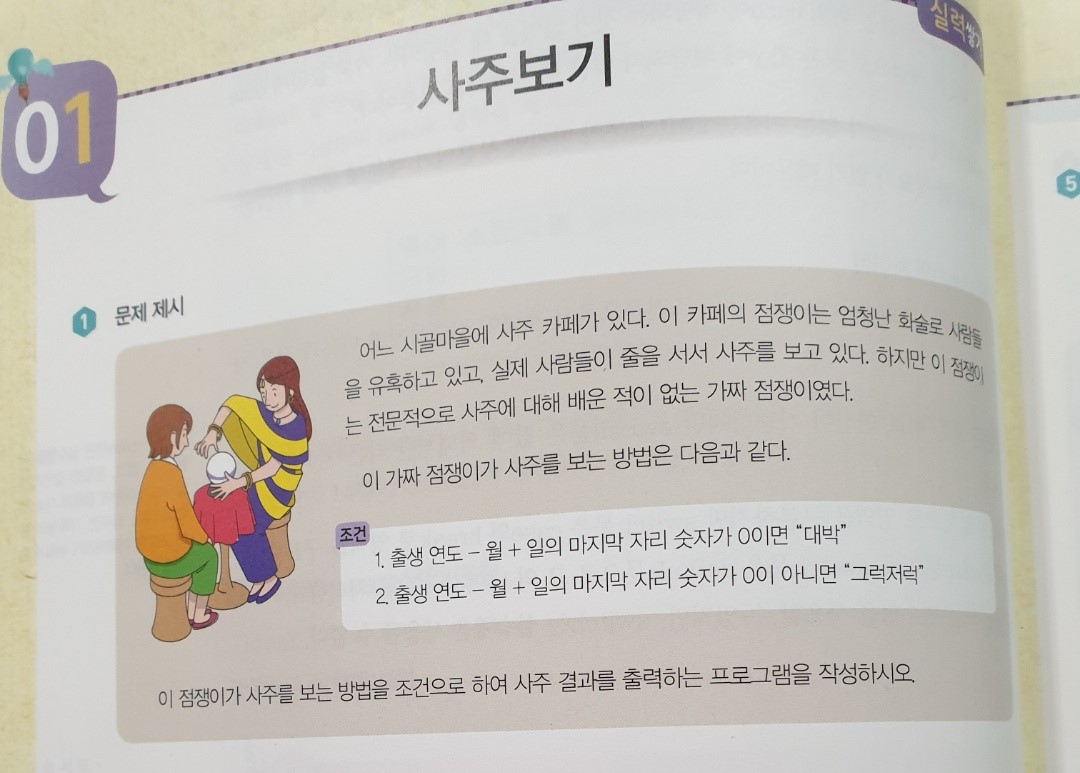 실력쌓기
01
사주보기
5
1 문제 제시
어느 시골마을에 사주 카페가 있다. 이 카페의 점쟁이는 엄청난 화술로 사람들
을 유혹하고 있고, 실제 사람들이 줄을 서서 사주를 보고 있다. 하지만 이 점쟁이
는 전문적으로 사주에 대해 배운 적이 없는 가짜 점쟁이였다.
이 가짜 점쟁이가 사주를 보는 방법은 다음과 같다.
조건
1. 출생 연도 – 월 + 일의 마지막 자리 숫자가 0이면 “대박”
2. 출생 연도 – 월 + 일의 마지막 자리 숫자가 0이 아니면 “그럭저럭”
이 점쟁이가 사주를 보는 방법을 조건으로 하여 사주 결과를 출력하는 프로그램을 작성하시오.